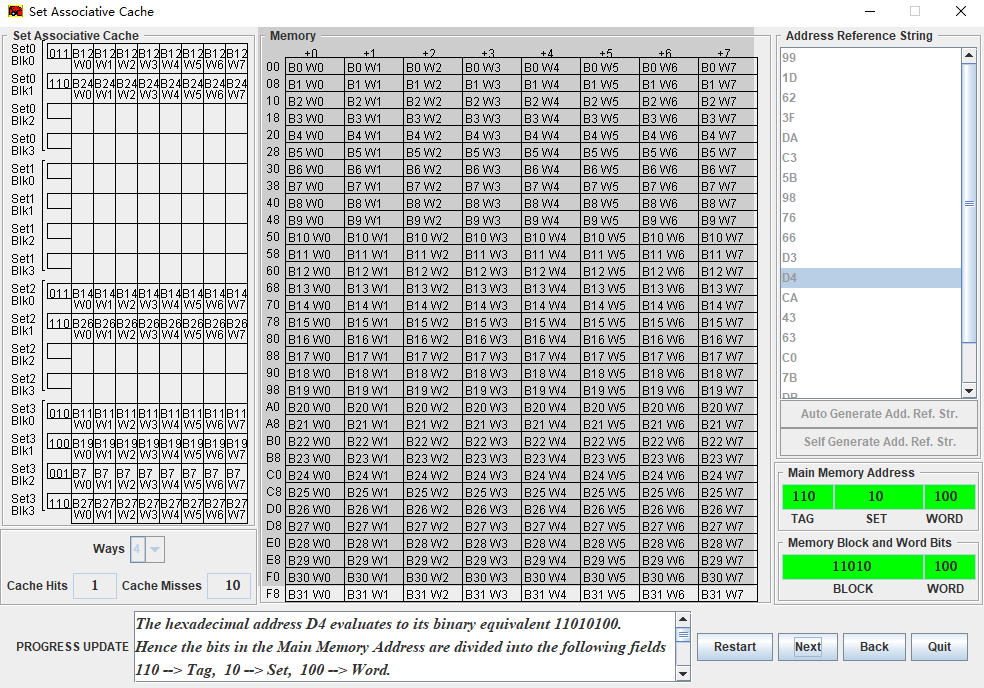 Set Associative Cache
Set Associative Cache
Set0 011 B12 B12 B12 B12 B12 B12 B12 B12
Blk0 W0 W1 W2 W3 W4 W5 W6 W7
Set0 110 B24 B24 B24 B24 B24 B24 B24 B24
Blk1 W0 W1 W2 W3 W4 W5 W6 W7
Set0
Blk2
Set0
Blk3
Set1
Blk0
Set1
Blk1
Set1
Blk2
Set1
Blk3
Set2 011 B14 B14 B14 B14 B14 B14 B14 B14
Blk0 W0 W1 W2 W3 W4 W5 W6 W7
Set2 110 B26 B26 B26 B26 B26 B26 B26 B26
Blk1 W0 W1 W2 W3 W4 W5 W6 W7
Set2
Blk2
Set2
Blk3
Set3 010 B11 B11 B11 B11 B11 B11 B11 B11
Blk0 W0 W1 W2 W3 W4 W5 W6 W7
Set3 100 B19 B19 B19 B19 B19 B19 B19 B19
Blk1 W0 W1 W2 W3 W4 W5 W6 W7
Set3 001 B7 B7 B7 B7 B7 B7 B7 B7
Blk2 W0 W1 W2 W3 W4 W5 W6 W7
Set3 110 B27 B27 B27 B27 B27 B27 B27 B27
Blk3 W0 W1 W2 W3 W4 W5 W6 W7
Ways 4
Cache Hits 1 Cache Misses 10
Memory
+0 +1 +2 +3 +4 +5 +6 +7
00 B0 W0 B0 W1 B0 W2 B0 W3 B0 W4 B0 W5 B0 W6 B0 W7
08 B1 W0 B1 W1 B1 W2 B1 W3 B1 W4 B1 W5 B1 W6 B1 W7
10 B2 W0 B2 W1 B2 W2 B2 W3 B2 W4 B2 W5 B2 W6 B2 W7
18 B3 W0 B3 W1 B3 W2 B3 W3 B3 W4 B3 W5 B3 W6 B3 W7
20 B4 W0 B4 W1 B4 W2 B4 W3 B4 W4 B4 W5 B4 W6 B4 W7
28 B5 W0 B5 W1 B5 W2 B5 W3 B5 W4 B5 W5 B5 W6 B5 W7
30 B6 W0 B6 W1 B6 W2 B6 W3 B6 W4 B6 W5 B6 W6 B6 W7
38 B7 W0 B7 W1 B7 W2 B7 W3 B7 W4 B7 W5 B7 W6 B7 W7
40 B8 W0 B8 W1 B8 W2 B8 W3 B8 W4 B8 W5 B8 W6 B8 W7
48 B9 W0 B9 W1 B9 W2 B9 W3 B9 W4 B9 W5 B9 W6 B9 W7
50 B10 W0 B10 W1 B10 W2 B10 W3 B10 W4 B10 W5 B10 W6 B10 W7
58 B11 W0 B11 W1 B11 W2 B11 W3 B11 W4 B11 W5 B11 W6 B11 W7
60 B12 W0 B12 W1 B12 W2 B12 W3 B12 W4 B12 W5 B12 W6 B12 W7
68 B13 W0 B13 W1 B13 W2 B13 W3 B13 W4 B13 W5 B13 W6 B13 W7
70 B14 W0 B14 W1 B14 W2 B14 W3 B14 W4 B14 W5 B14 W6 B14 W7
78 B15 W0 B15 W1 B15 W2 B15 W3 B15 W4 B15 W5 B15 W6 B15 W7
80 B16 W0 B16 W1 B16 W2 B16 W3 B16 W4 B16 W5 B16 W6 B16 W7
88 B17 W0 B17 W1 B17 W2 B17 W3 B17 W4 B17 W5 B17 W6 B17 W7
90 B18 W0 B18 W1 B18 W2 B18 W3 B18 W4 B18 W5 B18 W6 B18 W7
98 B19 W0 B19 W1 B19 W2 B19 W3 B19 W4 B19 W5 B19 W6 B19 W7
A0 B20 W0 B20 W1 B20 W2 B20 W3 B20 W4 B20 W5 B20 W6 B20 W7
A8 B21 W0 B21 W1 B21 W2 B21 W3 B21 W4 B21 W5 B21 W6 B21 W7
B0 B22 W0 B22 W1 B22 W2 B22 W3 B22 W4 B22 W5 B22 W6 B22 W7
B8 B23 W0 B23 W1 B23 W2 B23 W3 B23 W4 B23 W5 B23 W6 B23 W7
C0 B24 W0 B24 W1 B24 W2 B24 W3 B24 W4 B24 W5 B24 W6 B24 W7
C8 B25 W0 B25 W1 B25 W2 B25 W3 B25 W4 B25 W5 B25 W6 B25 W7
D0 B26 W0 B26 W1 B26 W2 B26 W3 B26 W4 B26 W5 B26 W6 B26 W7
D8 B27 W0 B27 W1 B27 W2 B27 W3 B27 W4 B27 W5 B27 W6 B27 W7
E0 B28 W0 B28 W1 B28 W2 B28 W3 B28 W4 B28 W5 B28 W6 B28 W7
E8 B29 W0 B29 W1 B29 W2 B29 W3 B29 W4 B29 W5 B29 W6 B29 W7
F0 B30 W0 B30 W1 B30 W2 B30 W3 B30 W4 B30 W5 B30 W6 B30 W7
F8 B31 W0 B31 W1 B31 W2 B31 W3 B31 W4 B31 W5 B31 W6 B31 W7
Address Reference String
99
1D
62
3F
DA
C3
5B
98
76
66
D3
D4
CA
43
63
C0
7B
DB
Auto Generate Add. Ref. Str.
Self Generate Add. Ref. Str.
Main Memory Address
110 10 100
TAG SET WORD
Memory Block and Word Bits
11010 100
BLOCK WORD
PROGRESS UPDATE
The hexadecimal address D4 evaluates to its binary equivalent 11010100.
Hence the bits in the Main Memory Address are divided into the following fields
110 --> Tag, 10 --> Set, 100 --> Word.
Restart Next Back Quit